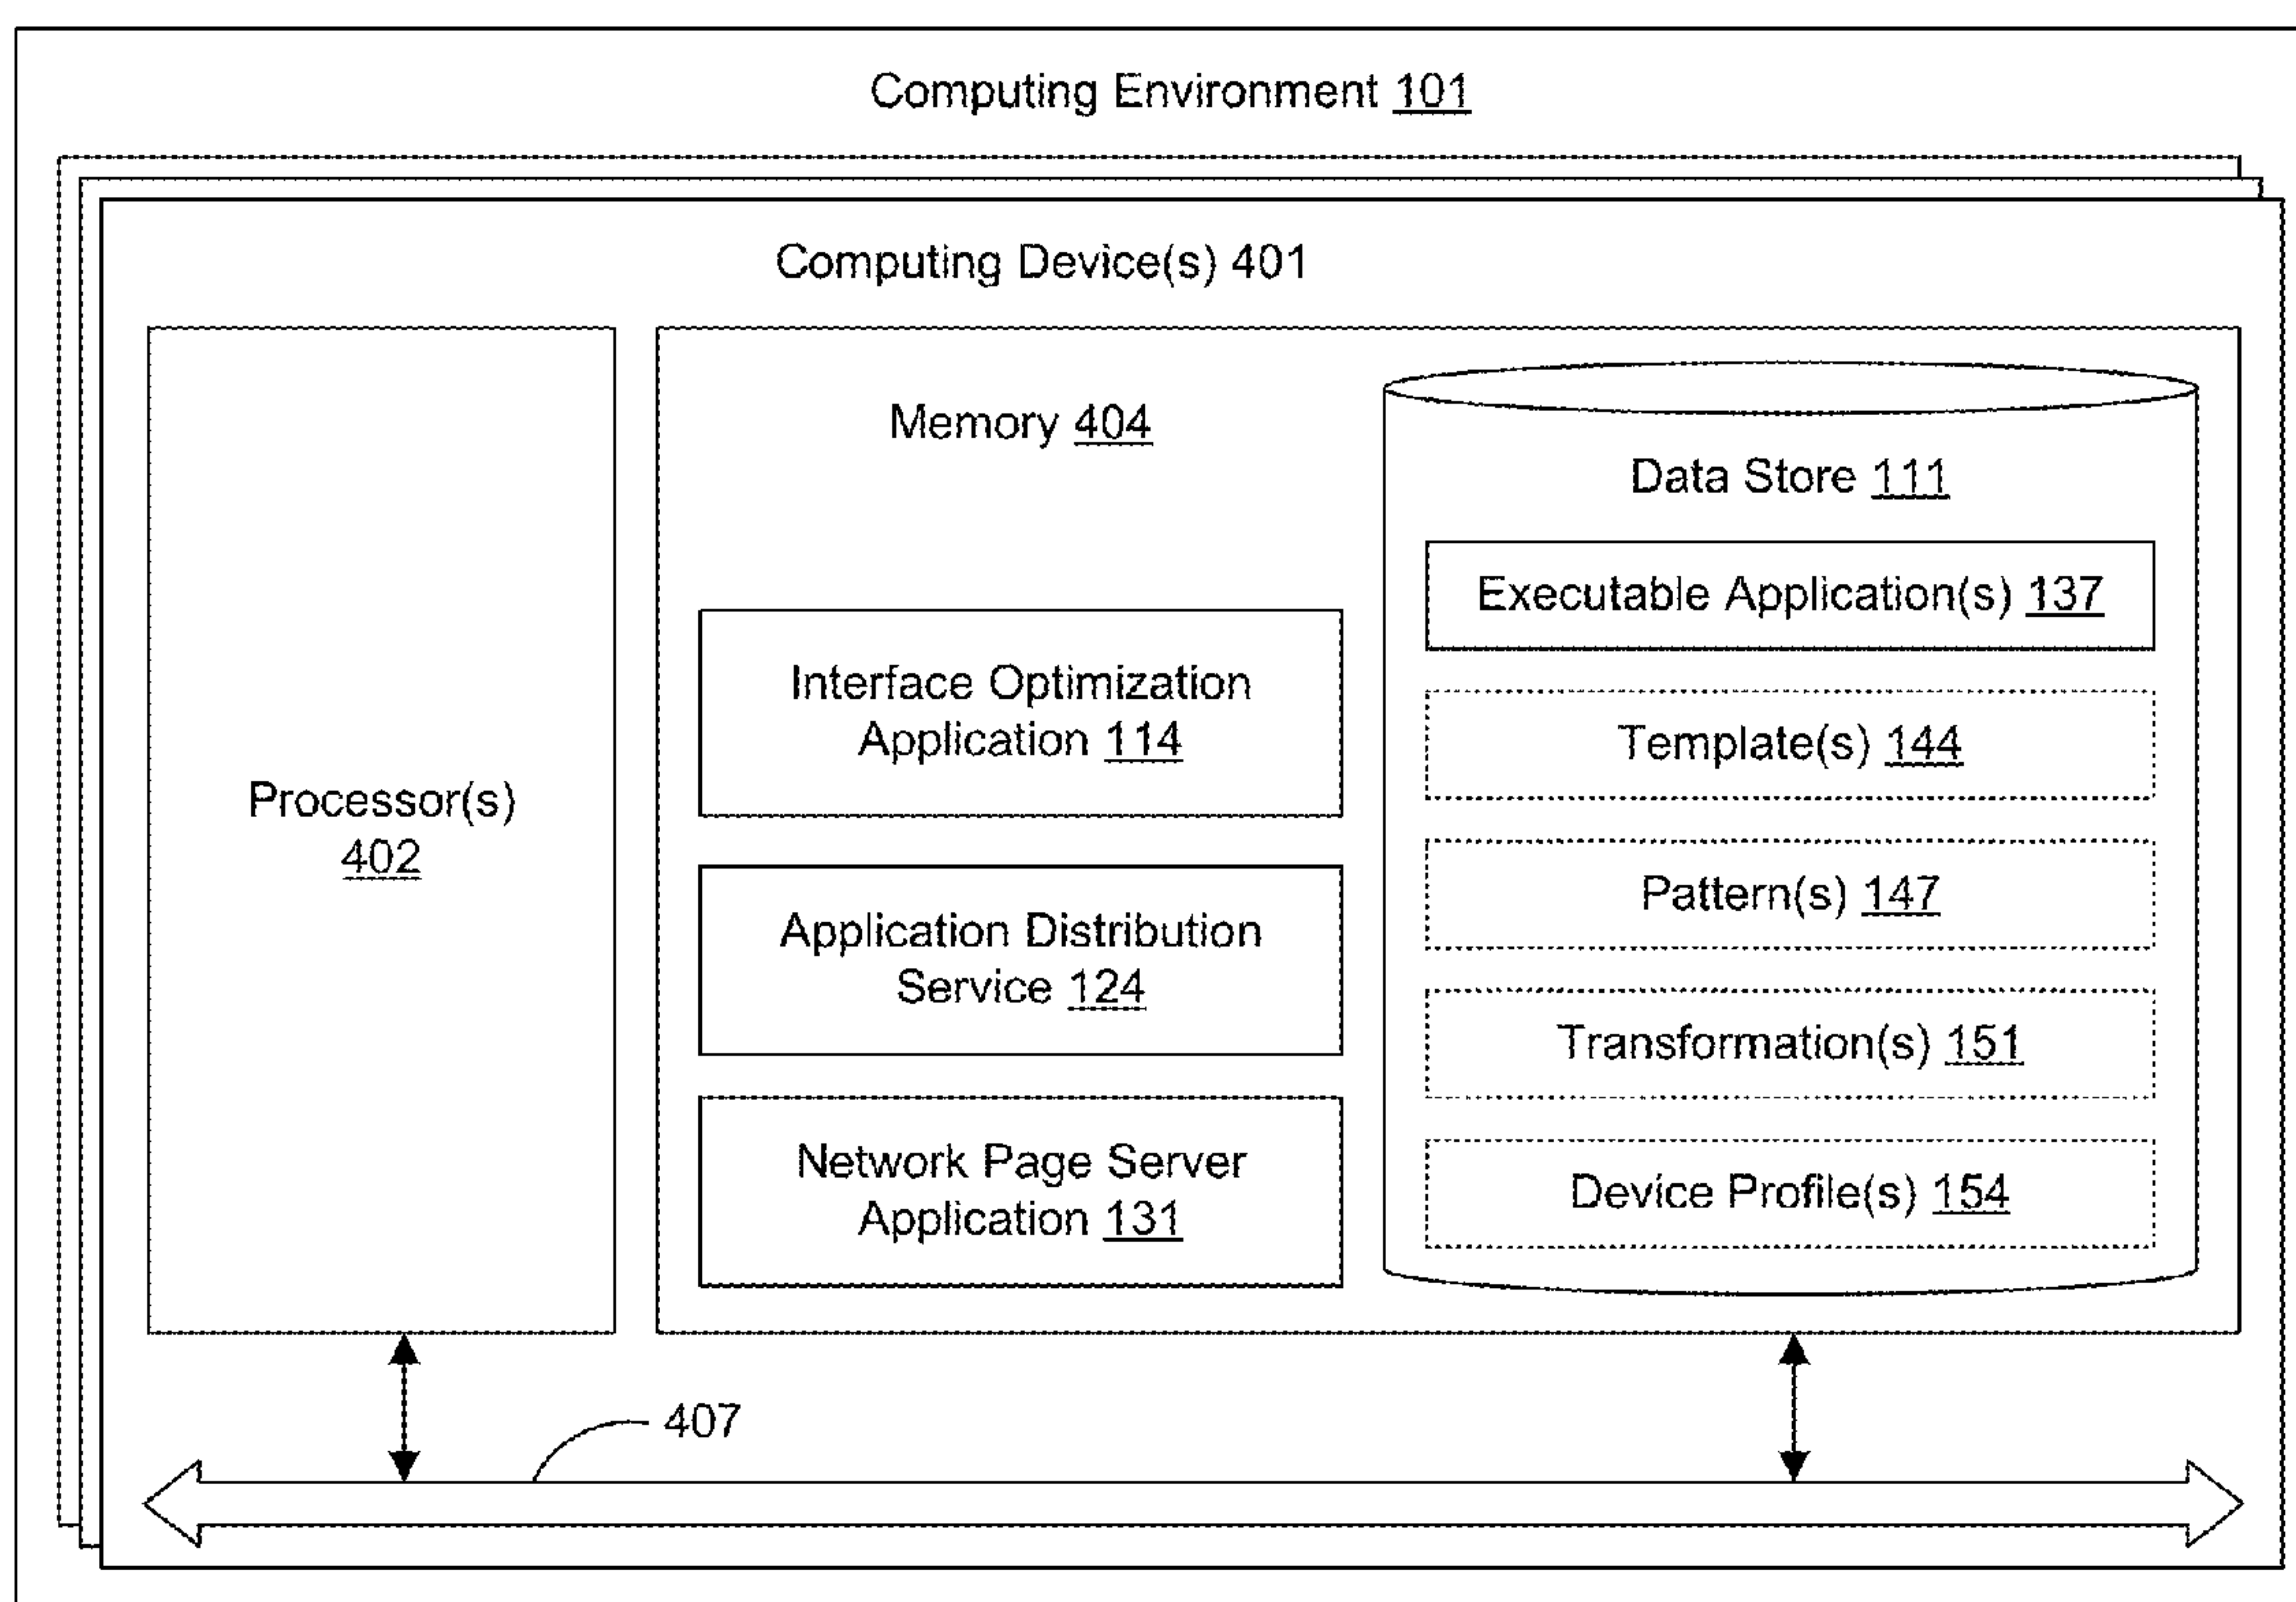 Computing Environment 101
Computing Device(s) 401
Processor(s)
402
Memory 404
Interface Optimization
Application 114
Application Distribution
Service 124
Network Page Server
Application 131
Data Store 111
Executable Application(s) 137
Template(s) 144
Pattern(s) 147
Transformation(s) 151
Device Profile(s) 154
407